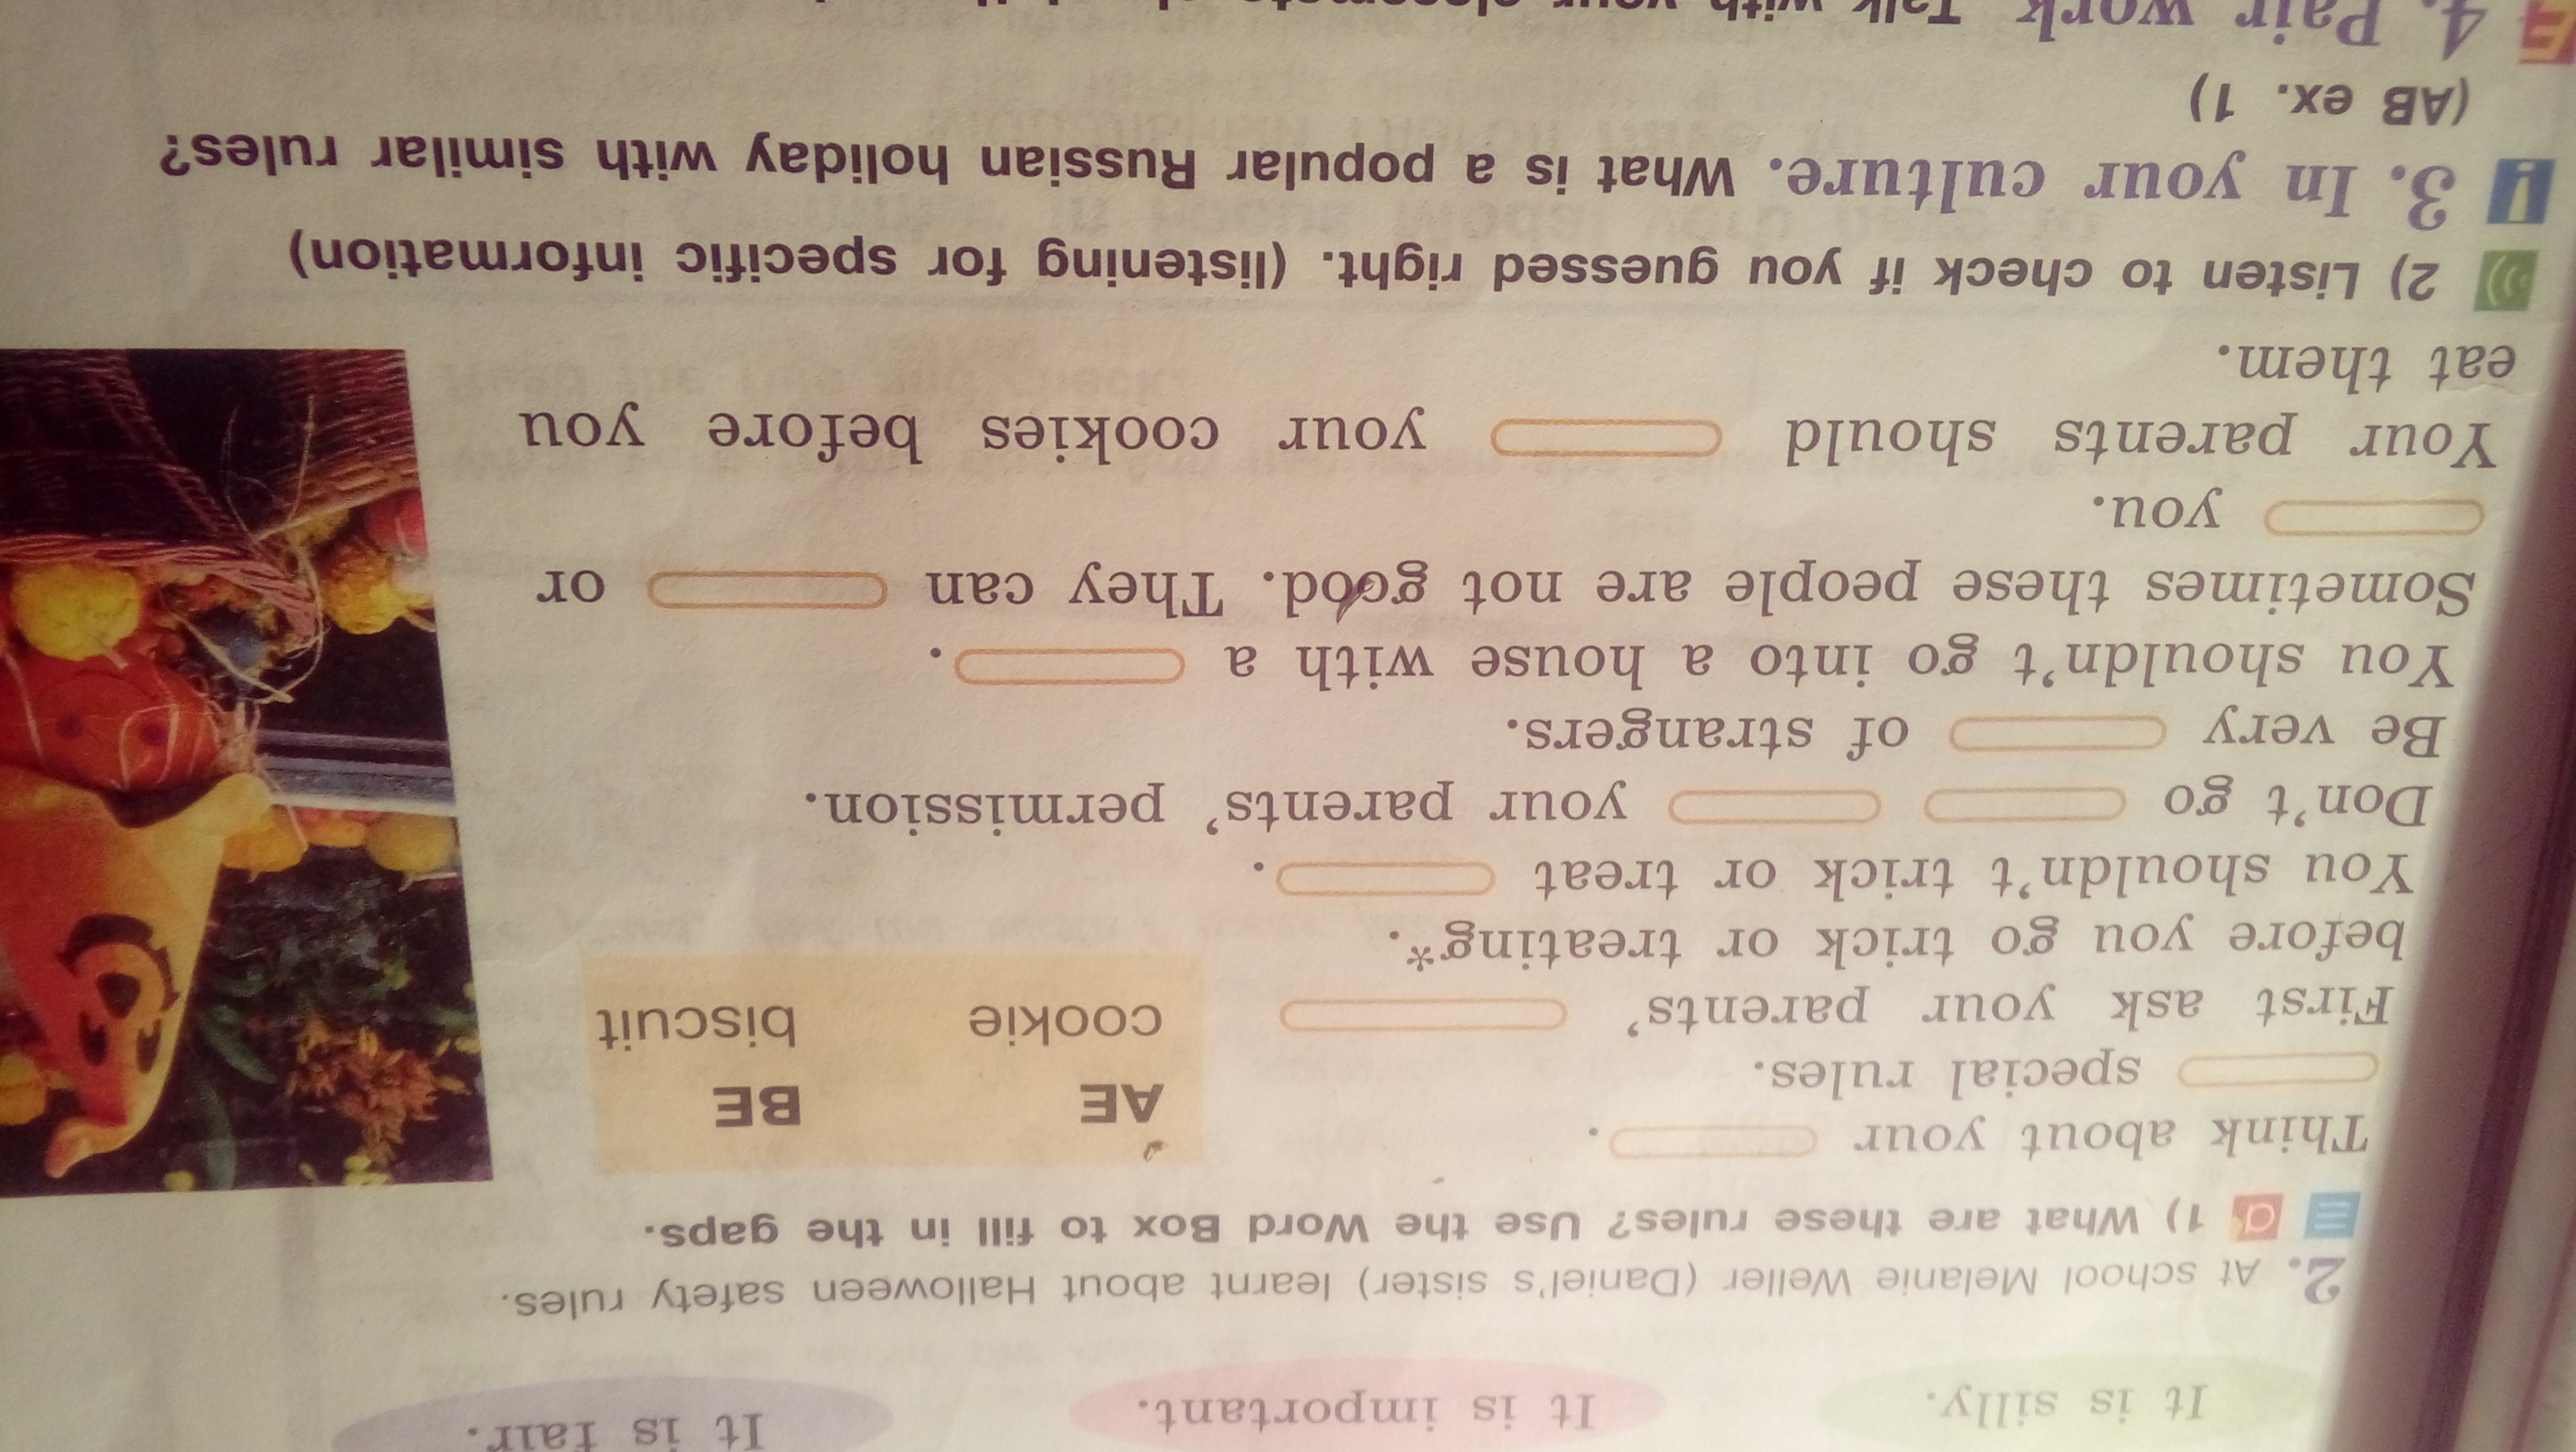 It is silly. It is important. It is fair.
2. At school Melanie Weller (Daniel's sister) learnt about Halloween safety rules.
1) What are these rules? Use the Word Box to fill in the gaps.
Think about your .
special rules.
First ask your parents'
before you go trick or treating*.
AE BE
cookie biscuit
You shouldn't trick or treat .
Don't go your parents' permission.
Be very of strangers.
You shouldn't go into a house with a .
Sometimes these people are not good. They can or
you.
Your parents should your cookies before you
eat them.
2) Listen to check if you guessed right. (listening for specific information)
3. In your culture. What is a popular Russian holiday with similar rules?
(AB ex. 1)
4. Pair work Talk with your